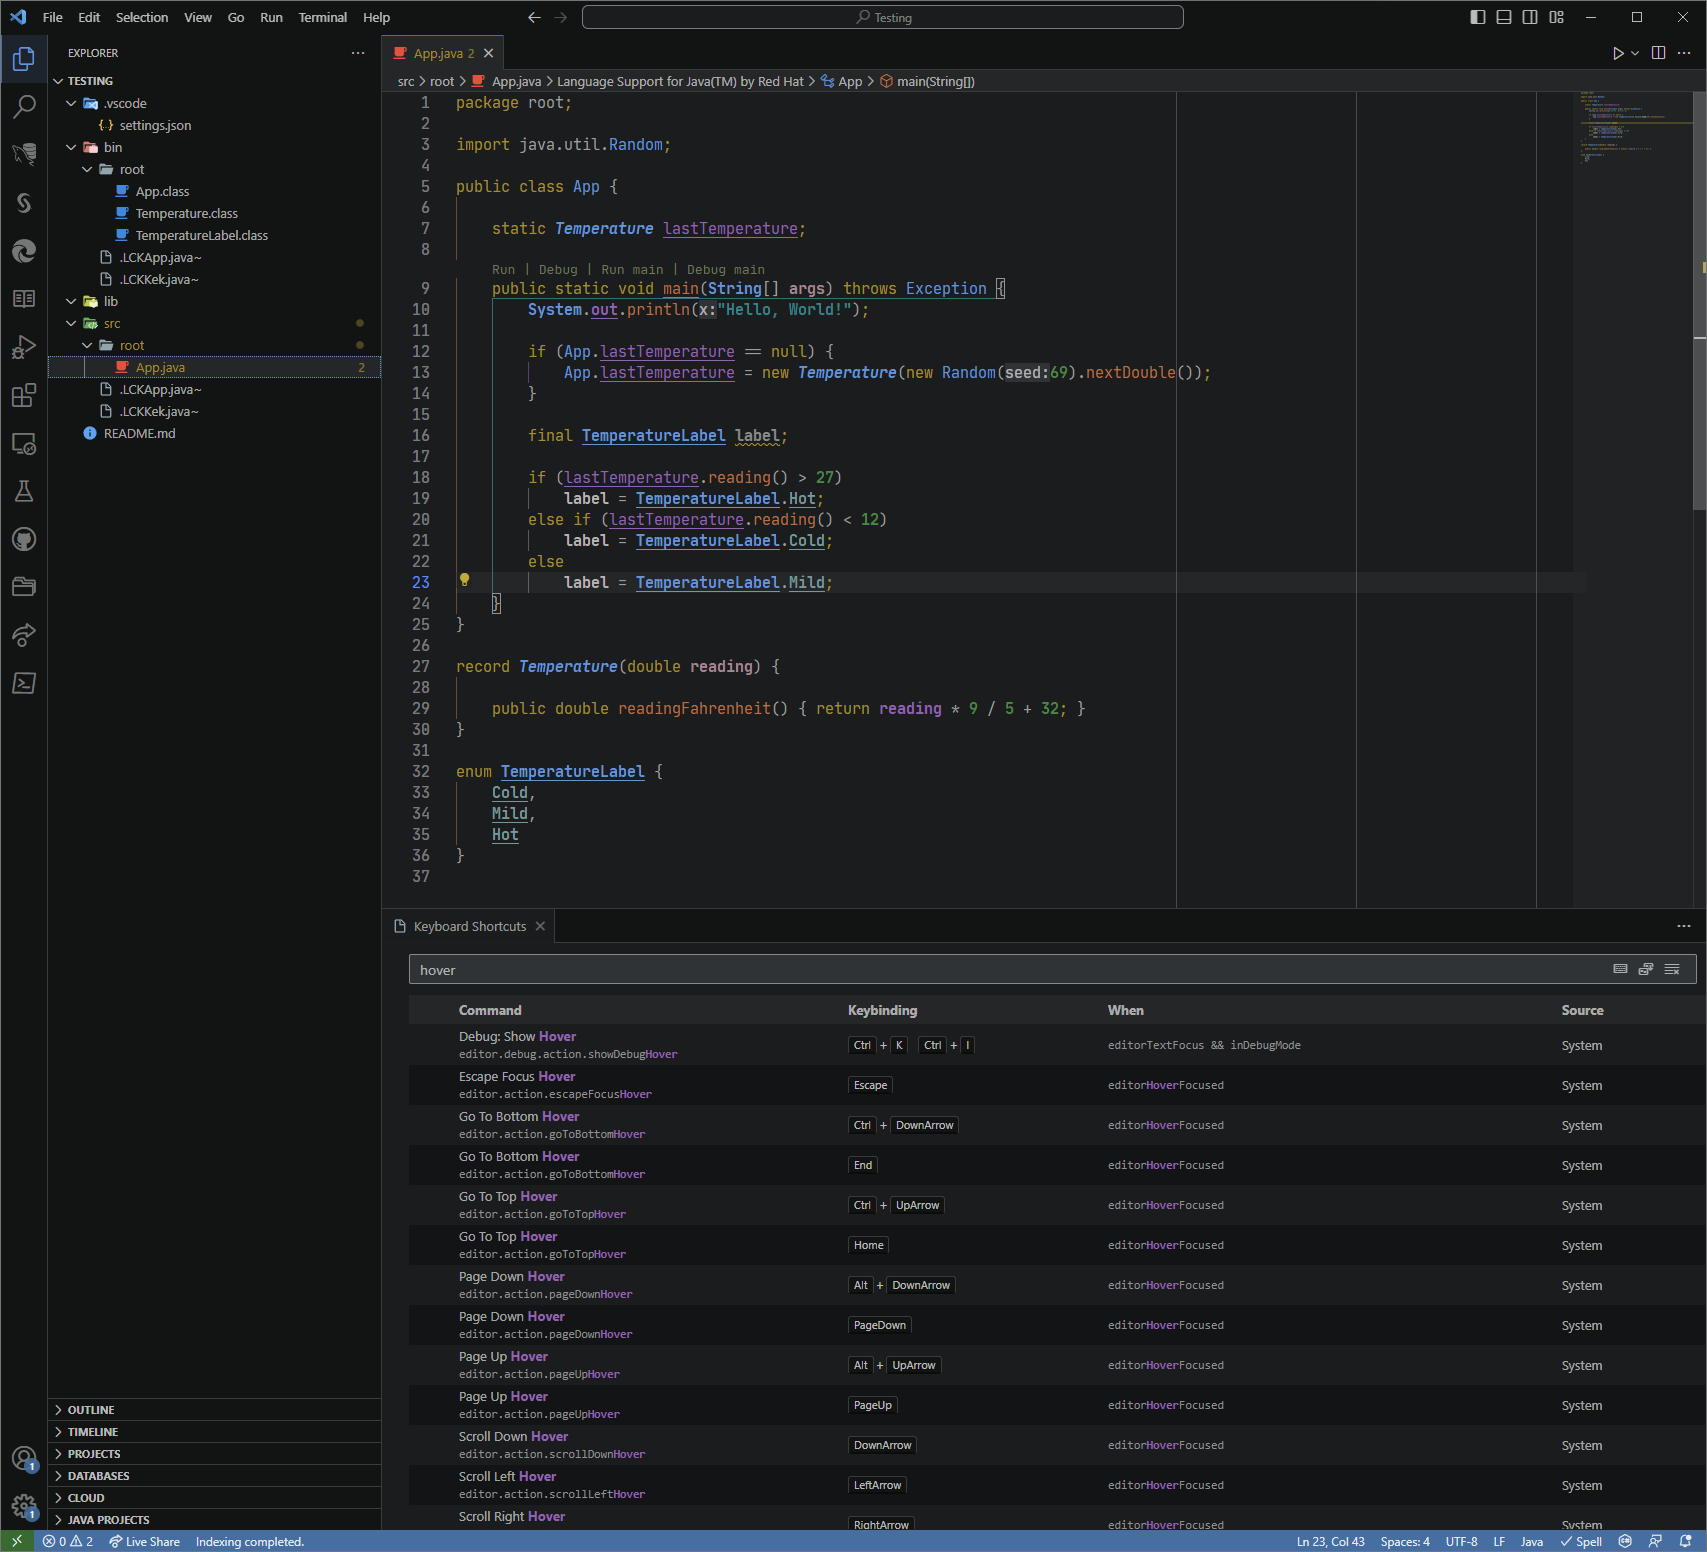 File Edit Selection View Go Run Terminal Help
Testing
EXPLORER
TESTING
.vscode
settings.json
bin
root
App.class
Temperature.class
TemperatureLabel.class
.LCKApp.java~
.LCKKek.java~
lib
src
root
App.java 2
.LCKApp.java~
.LCKKek.java~
README.md
OUTLINE
TIMELINE
PROJECTS
DATABASES
CLOUD
JAVA PROJECTS
App.java 2
src > root > App.java > Language Support for Java(TM) by Red Hat > App > main(String[])
1 package root;
2
3 import java.util.Random;
4
5 public class App {
6
7 static Temperature lastTemperature;
8
Run | Debug | Run main | Debug main
9 public static void main(String[] args) throws Exception {
10 System.out.println(x:"Hello, World!");
11
12 if (App.lastTemperature == null) {
13 App.lastTemperature = new Temperature(new Random(seed:69).nextDouble());
14 }
15
16 final TemperatureLabel label;
17
18 if (lastTemperature.reading() > 27)
19 label = TemperatureLabel.Hot;
20 else if (lastTemperature.reading() < 12)
21 label = TemperatureLabel.Cold;
22 else
23 label = TemperatureLabel.Mild;
24 }
25 }
26
27 record Temperature(double reading) {
28
29 public double readingFahrenheit() { return reading * 9 / 5 + 32; }
30 }
31
32 enum TemperatureLabel {
33 Cold,
34 Mild,
35 Hot
36 }
37
Keyboard Shortcuts
hover
Command Keybinding When Source
Debug: Show Hover
editor.debug.action.showDebugHover
Ctrl + K Ctrl + I editorTextFocus && inDebugMode System
Escape Focus Hover
editor.action.escapeFocusHover
Escape editorHoverFocused System
Go To Bottom Hover
editor.action.goToBottomHover
Ctrl + DownArrow editorHoverFocused System
Go To Bottom Hover
editor.action.goToBottomHover
End editorHoverFocused System
Go To Top Hover
editor.action.goToTopHover
Ctrl + UpArrow editorHoverFocused System
Go To Top Hover
editor.action.goToTopHover
Home editorHoverFocused System
Page Down Hover
editor.action.pageDownHover
Alt + DownArrow editorHoverFocused System
Page Down Hover
editor.action.pageDownHover
PageDown editorHoverFocused System
Page Up Hover
editor.action.pageUpHover
Alt + UpArrow editorHoverFocused System
Page Up Hover
editor.action.pageUpHover
PageUp editorHoverFocused System
Scroll Down Hover
editor.action.scrollDownHover
DownArrow editorHoverFocused System
Scroll Left Hover
editor.action.scrollLeftHover
LeftArrow editorHoverFocused System
Scroll Right Hover
RightArrow editorHoverFocused System
1
1
0 2 Live Share Indexing completed. Ln 23, Col 43 Spaces: 4 UTF-8 LF Java Spell